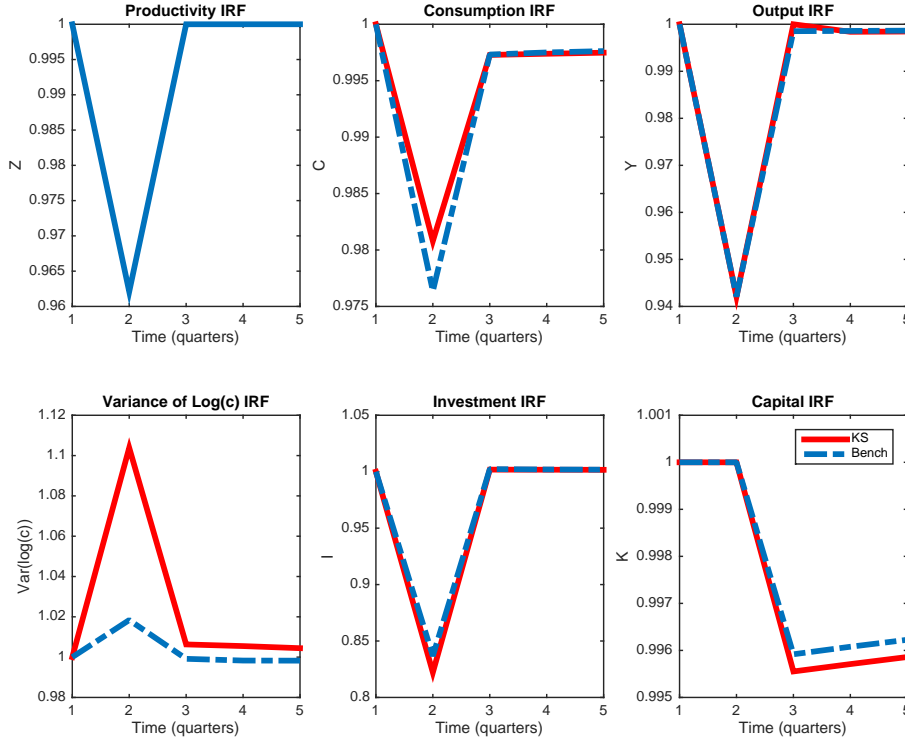 Productivity IRF
1
0.995
0.99
0.985
0.98
0.975
0.97
0.965
0.96
Z
1 2 3 4 5
Time (quarters)
Consumption IRF
1
0.995
0.99
0.985
0.98
0.975
C
1 2 3 4 5
Time (quarters)
Output IRF
1
0.99
0.98
0.97
0.96
0.95
0.94
Y
1 2 3 4 5
Time (quarters)
Variance of Log(c) IRF
1.12
1.1
1.08
1.06
1.04
1.02
1
0.98
Var(log(c))
1 2 3 4 5
Time (quarters)
Investment IRF
1.05
1
0.95
0.9
0.85
0.8
I
1 2 3 4 5
Time (quarters)
Capital IRF
1.001
1
0.999
0.998
0.997
0.996
0.995
K
KS
Bench
1 2 3 4 5
Time (quarters)